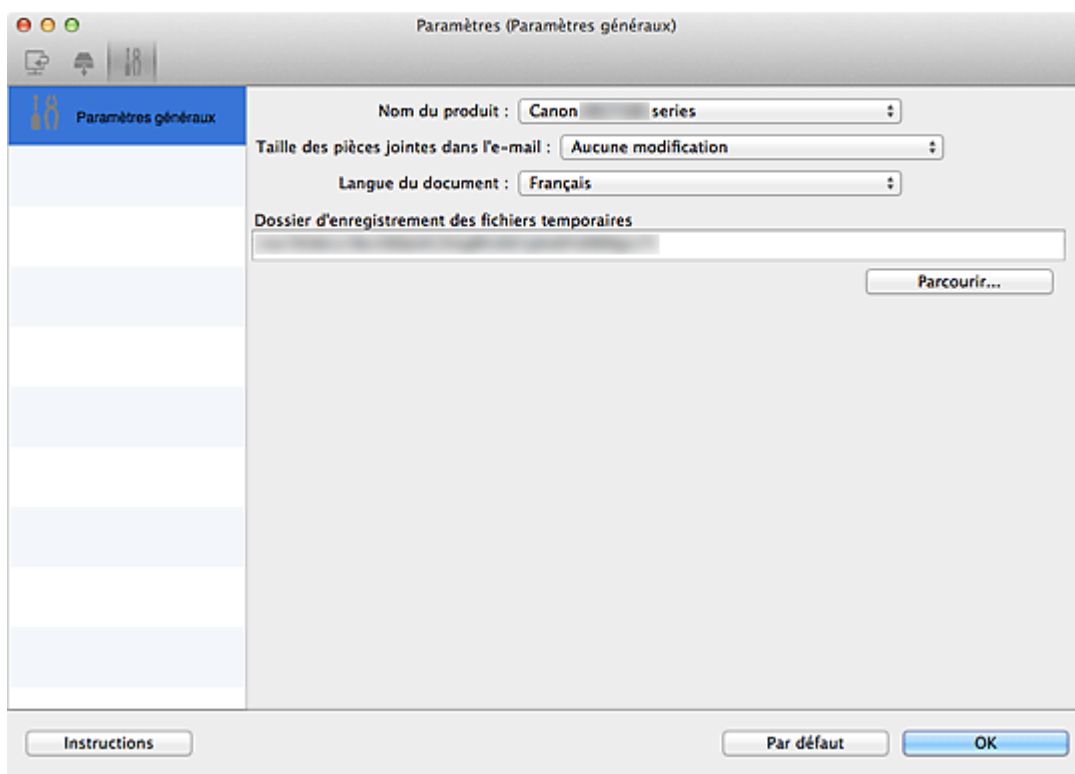 Paramètres (Paramètres généraux)
Paramètres généraux
Nom du produit : Canon series
Taille des pièces jointes dans l'e-mail : Aucune modification
Langue du document : Français
Dossier d'enregistrement des fichiers temporaires
Parcourir...
Instructions
Par défaut
OK